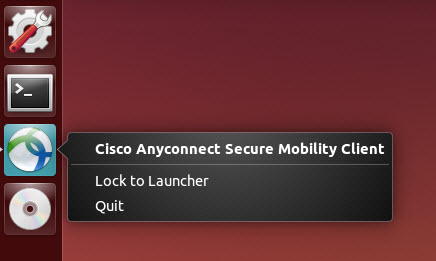 >_
Cisco Anyconnect Secure Mobility Client
Lock to Launcher
Quit